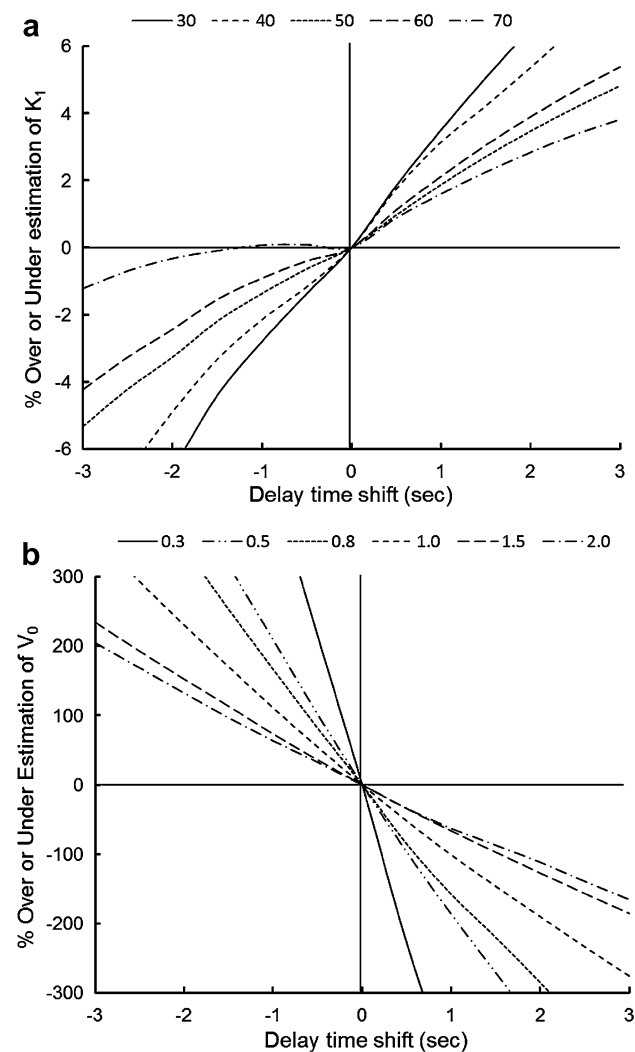 a
30 40 50 60 70
6
4
2
0
-2
-4
-6
% Over or Under estimation of K1
-3 -2 -1 0 1 2 3
Delay time shift (sec)
b
0.3 0.5 0.8 1.0 1.5 2.0
300
200
100
0
-100
-200
-300
% Over or Under Estimation of V0
-3 -2 -1 0 1 2 3
Delay time shift (sec)